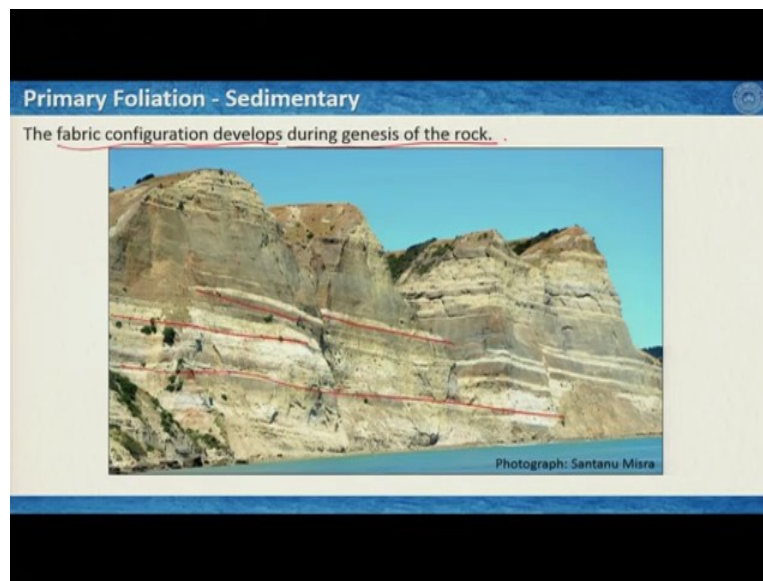 Primary Foliation - Sedimentary
The fabric configuration develops during genesis of the rock.
Photograph: Santanu Misra